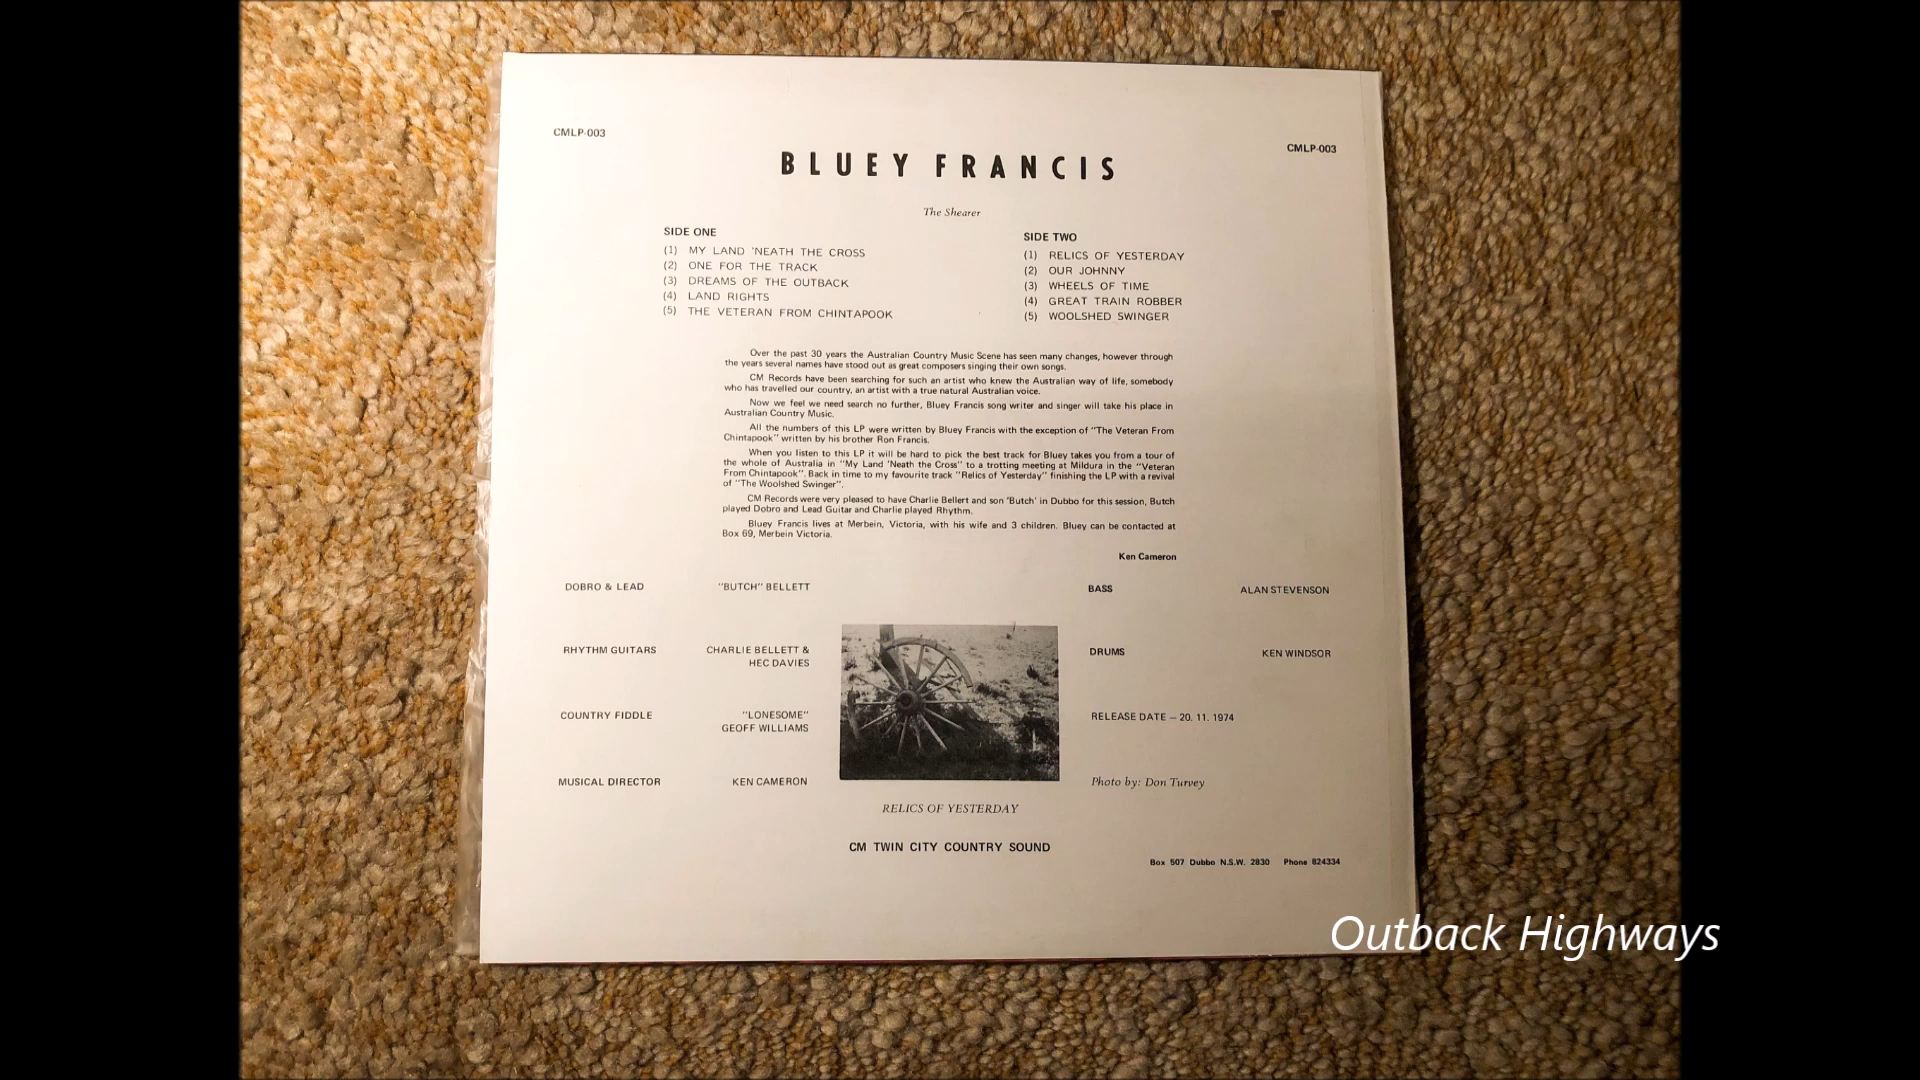 CMLP-003
CMLP-003
BLUEY FRANCIS
The Shearer
SIDE ONE
(1) MY LAND 'NEATH THE CROSS
(2) ONE FOR THE TRACK
(3) DREAMS OF THE OUTBACK
(4) LAND RIGHTS
(5) THE VETERAN FROM CHINTAPOOK
SIDE TWO
(1) RELICS OF YESTERDAY
(2) OUR JOHNNY
(3) WHEELS OF TIME
(4) GREAT TRAIN ROBBER
(5) WOOLSHED SWINGER
Over the past 30 years the Australian Country Music Scene has seen many changes, however through
the years several names have stood out as great composers singing their own songs.
CM Records have been searching for such an artist who knew the Australian way of life, somebody
who has travelled our country, an artist with a true natural Australian voice.
Now we feel we need search no further, Bluey Francis song writer and singer will take his place in
Australian Country Music.
All the numbers of this LP were written by Bluey Francis with the exception of "The Veteran From
Chintapook" written by his brother Ron Francis.
When you listen to this LP it will be hard to pick the best track for Bluey takes you from a tour of
the whole of Australia in "My Land 'Neath the Cross" to a trotting meeting at Mildura in the "Veteran
From Chintapook". Back in time to my favourite track "Relics of Yesterday" finishing the LP with a revival
of "The Woolshed Swinger".
CM Records were very pleased to have Charlie Bellert and son 'Butch' in Dubbo for this session, Butch
played Dobro and Lead Guitar and Charlie played Rhythm.
Bluey Francis lives at Merbein, Victoria, with his wife and 3 children. Bluey can be contacted at
Box 69, Merbein Victoria.
Ken Cameron
DOBRO & LEAD "BUTCH" BELLETT
RHYTHM GUITARS CHARLIE BELLETT &
HEC DAVIES
COUNTRY FIDDLE "LONESOME"
GEOFF WILLIAMS
MUSICAL DIRECTOR KEN CAMERON
BASS ALAN STEVENSON
DRUMS KEN WINDSOR
RELEASE DATE – 20. 11. 1974
Photo by: Don Turvey
RELICS OF YESTERDAY
CM TWIN CITY COUNTRY SOUND
Box 507 Dubbo N.S.W. 2830 Phone 824334
Outback Highways